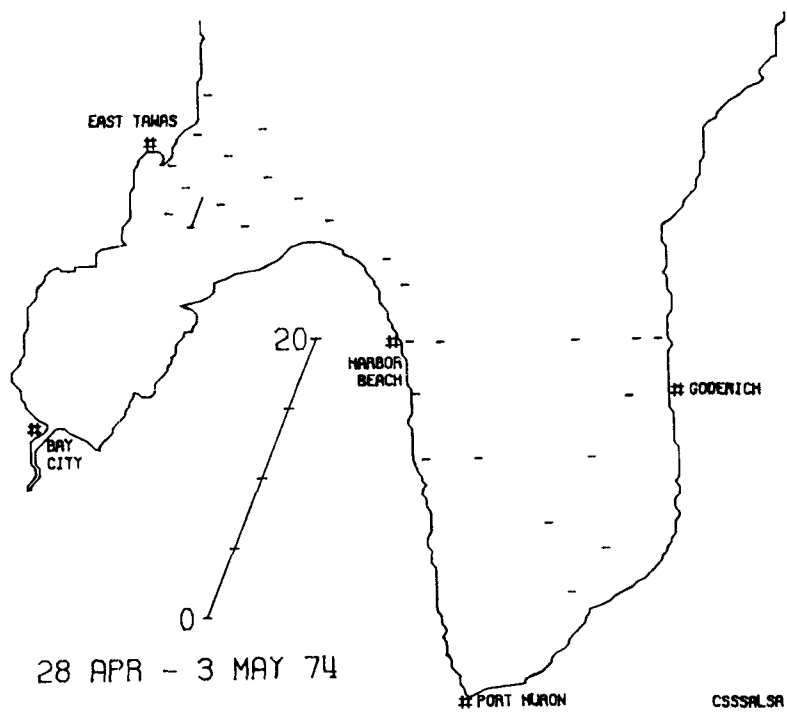 EAST TAWAS
20
HARBOR
BEACH
GODERICH
BAY
CITY
0
28 APR - 3 MAY 74
PORT HURON
CSSSALSA